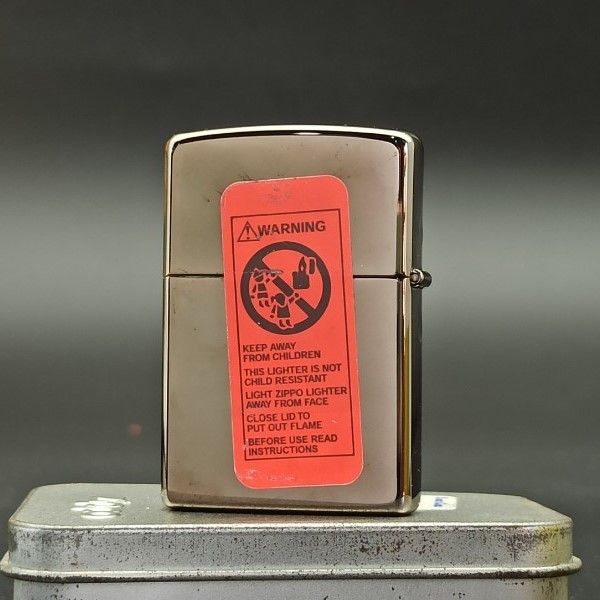 WARNING
KEEP AWAY
FROM CHILDREN
THIS LIGHTER IS NOT
CHILD RESISTANT
LIGHT ZIPPO LIGHTER
AWAY FROM FACE
CLOSE LID TO
PUT OUT FLAME
BEFORE USE READ
INSTRUCTIONS